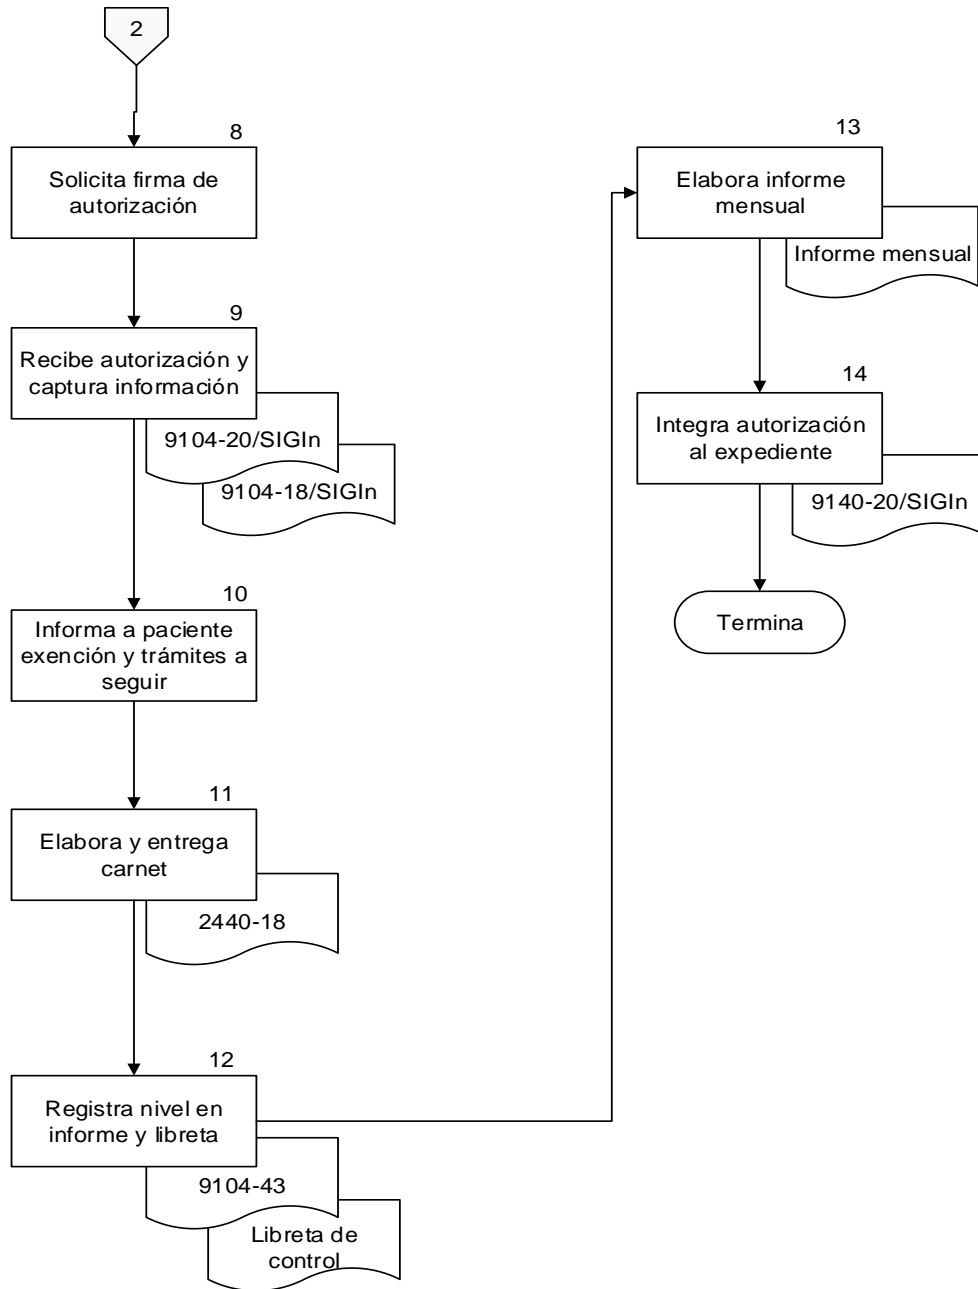 2
8
Solicita firma de
autorización
9
Recibe autorización y
captura información
9104-20/SIGIn
9104-18/SIGIn
10
Informa a paciente
exención y trámites a
seguir
11
Elabora y entrega
carnet
2440-18
12
Registra nivel en
informe y libreta
9104-43
Libreta de
control
13
Elabora informe
mensual
Informe mensual
14
Integra autorización
al expediente
9140-20/SIGIn
Termina